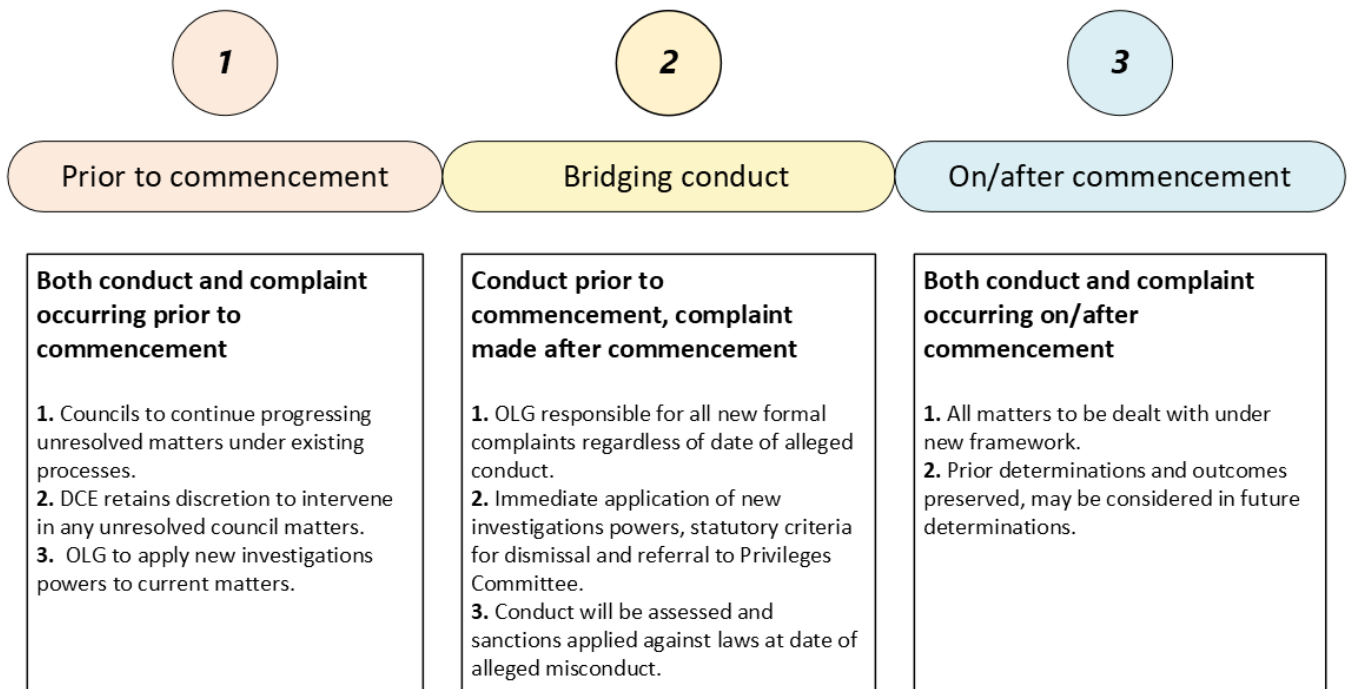 1
2
3
Prior to commencement
Bridging conduct
On/after commencement
Both conduct and complaint
occurring prior to
commencement
1. Councils to continue progressing
unresolved matters under existing
processes.
2. DCE retains discretion to intervene
in any unresolved council matters.
3. OLG to apply new investigations
powers to current matters.
Conduct prior to
commencement, complaint
made after commencement
1. OLG responsible for all new formal
complaints regardless of date of alleged
conduct.
2. Immediate application of new
investigations powers, statutory criteria
for dismissal and referral to Privileges
Committee.
3. Conduct will be assessed and
sanctions applied against laws at date of
alleged misconduct.
Both conduct and complaint
occurring on/after
commencement
1. All matters to be dealt with under
new framework.
2. Prior determinations and outcomes
preserved, may be considered in future
determinations.